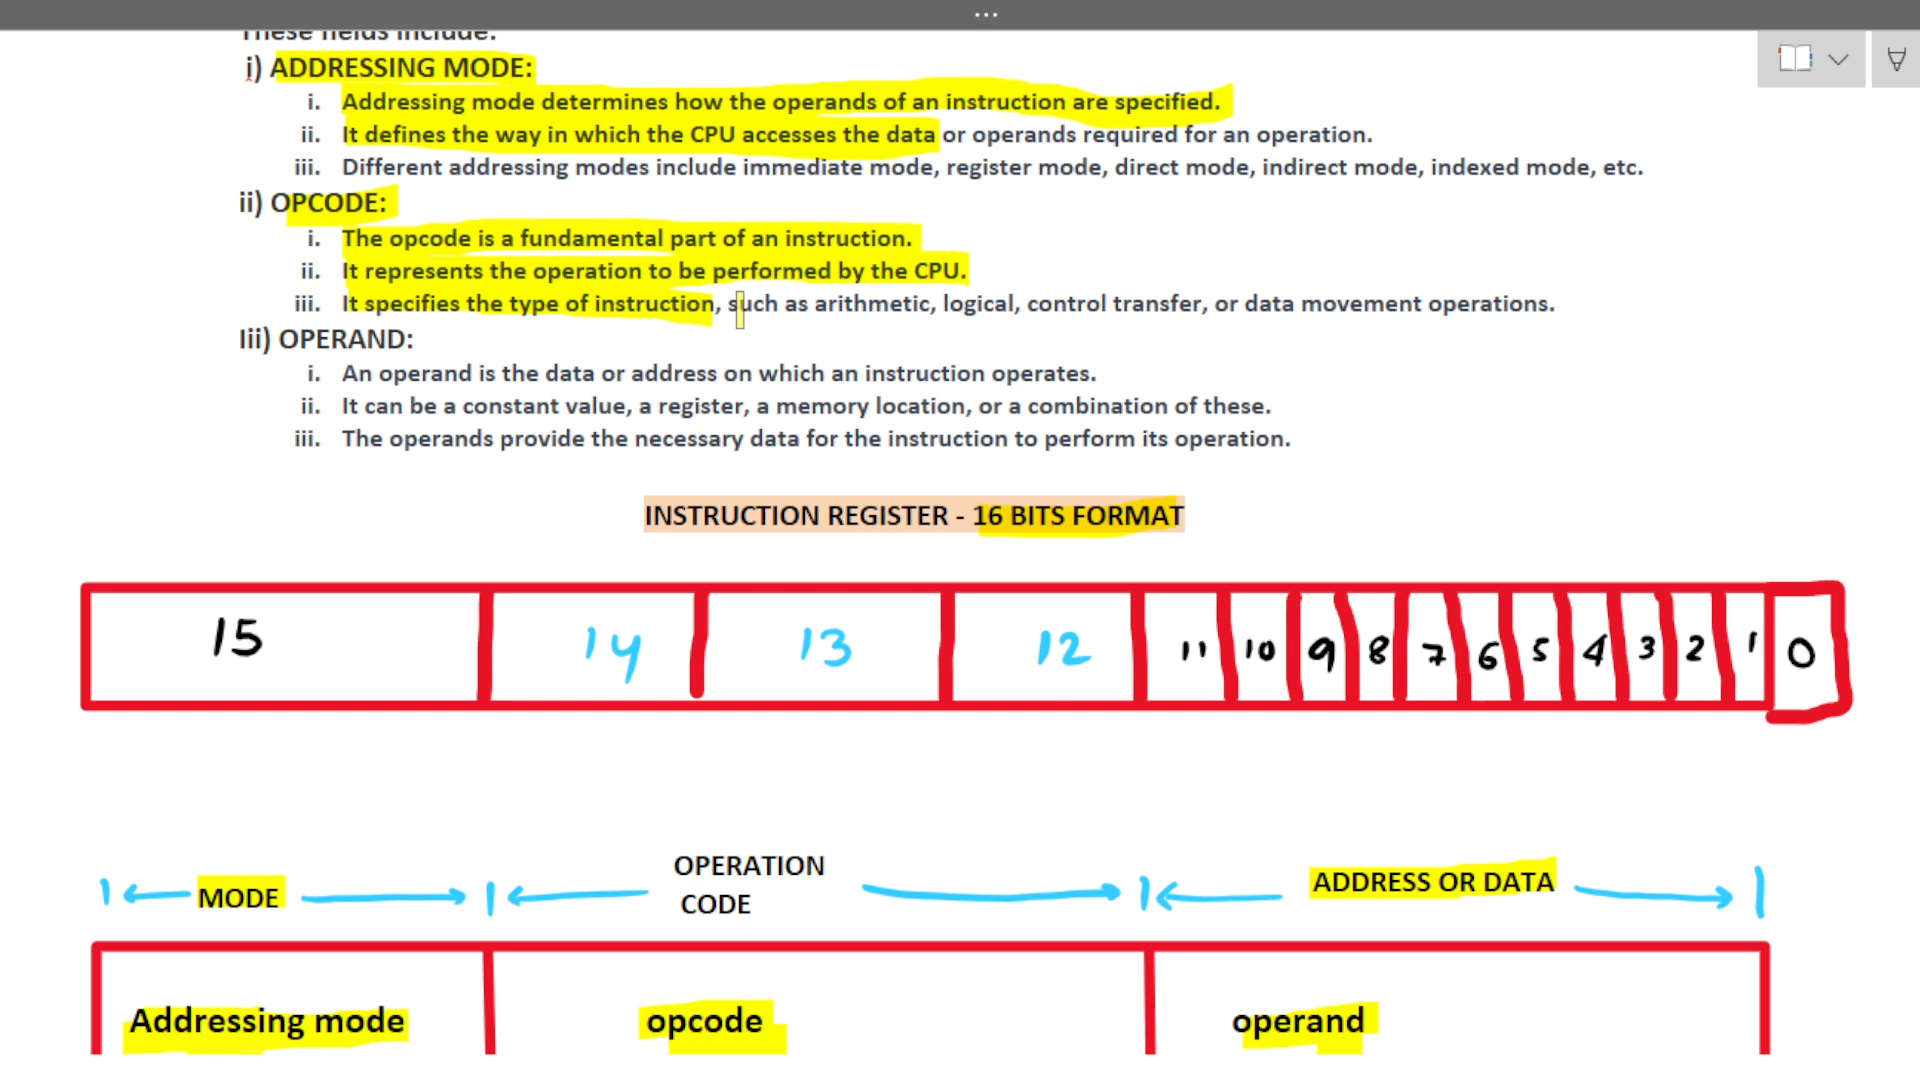 ...
These fields include:
i) ADDRESSING MODE:
i. Addressing mode determines how the operands of an instruction are specified.
ii. It defines the way in which the CPU accesses the data or operands required for an operation.
iii. Different addressing modes include immediate mode, register mode, direct mode, indirect mode, indexed mode, etc.
ii) OPCODE:
i. The opcode is a fundamental part of an instruction.
ii. It represents the operation to be performed by the CPU.
iii. It specifies the type of instruction, such as arithmetic, logical, control transfer, or data movement operations.
Iii) OPERAND:
i. An operand is the data or address on which an instruction operates.
ii. It can be a constant value, a register, a memory location, or a combination of these.
iii. The operands provide the necessary data for the instruction to perform its operation.
INSTRUCTION REGISTER - 16 BITS FORMAT
15 14 13 12 11 10 9 8 7 6 5 4 3 2 1 0
MODE OPERATION CODE ADDRESS OR DATA
Addressing mode opcode operand